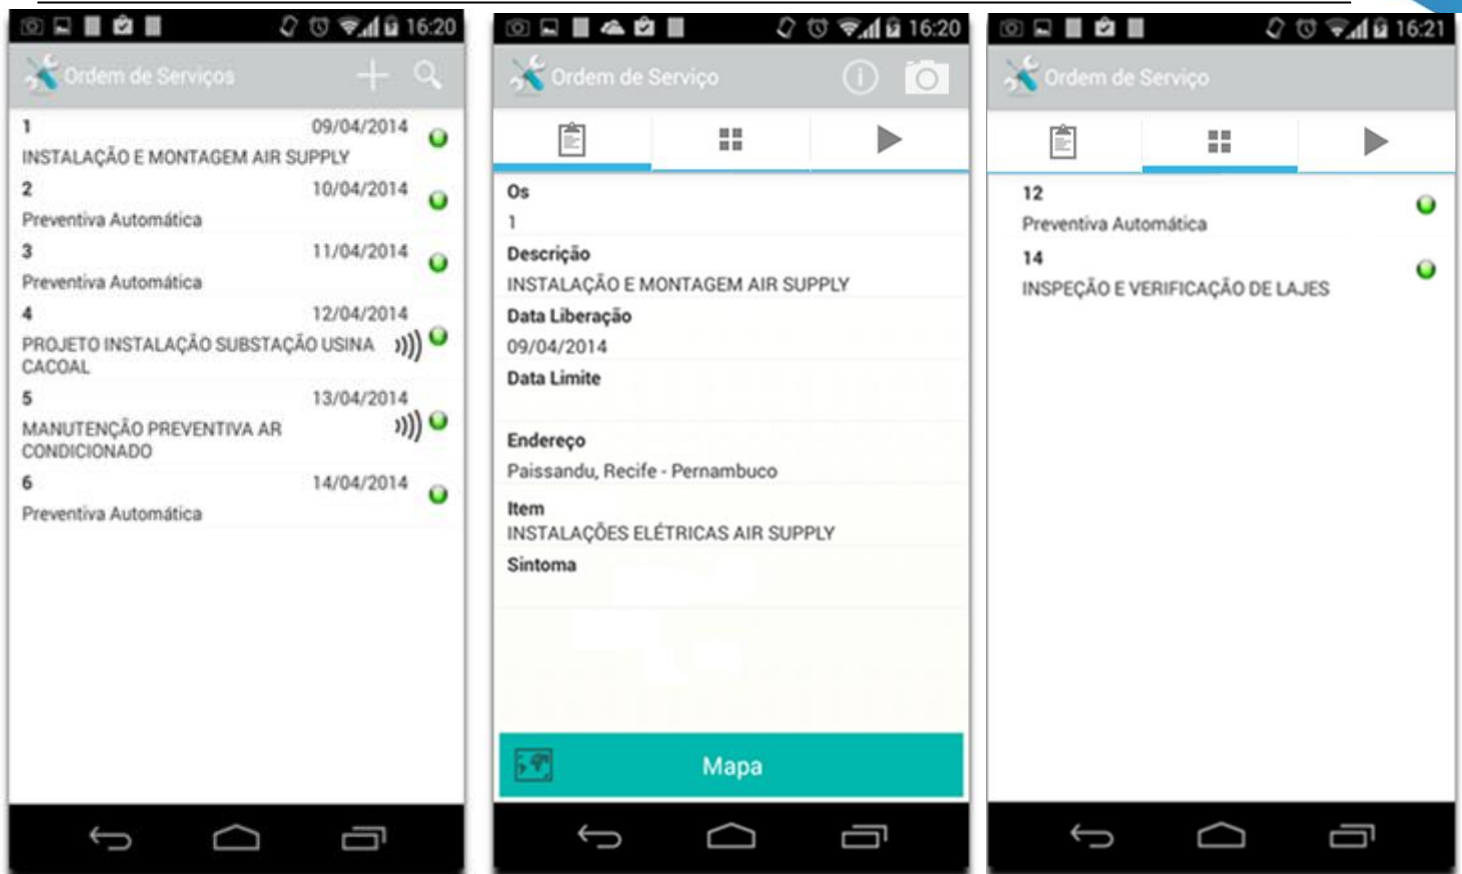 16:20
Ordem de Serviços
1 09/04/2014
INSTALAÇÃO E MONTAGEM AIR SUPPLY
2 10/04/2014
Preventiva Automática
3 11/04/2014
Preventiva Automática
4 12/04/2014
PROJETO INSTALAÇÃO SUBSTAÇÃO USINA
CACOAL
5 13/04/2014
MANUTENÇÃO PREVENTIVA AR
CONDICIONADO
6 14/04/2014
Preventiva Automática
16:20
Ordem de Serviço
Os
1
Descrição
INSTALAÇÃO E MONTAGEM AIR SUPPLY
Data Liberação
09/04/2014
Data Limite
Endereço
Paissandu, Recife - Pernambuco
Item
INSTALAÇÕES ELÉTRICAS AIR SUPPLY
Sintoma
Mapa
16:21
Ordem de Serviço
12
Preventiva Automática
14
INSPEÇÃO E VERIFICAÇÃO DE LAJES